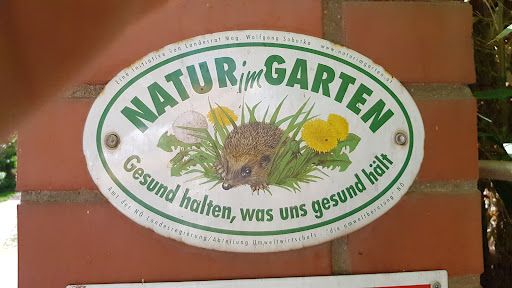 Eine Initiative von Landesrat Mag. Wolfgang Sobotka www.naturimgarten.at
NATUR im GARTEN
Gesund halten, was uns gesund hält
Amt der NÖ Landesregierung/Abteilung Umweltwirtschaft "die umweltberatung" NÖ